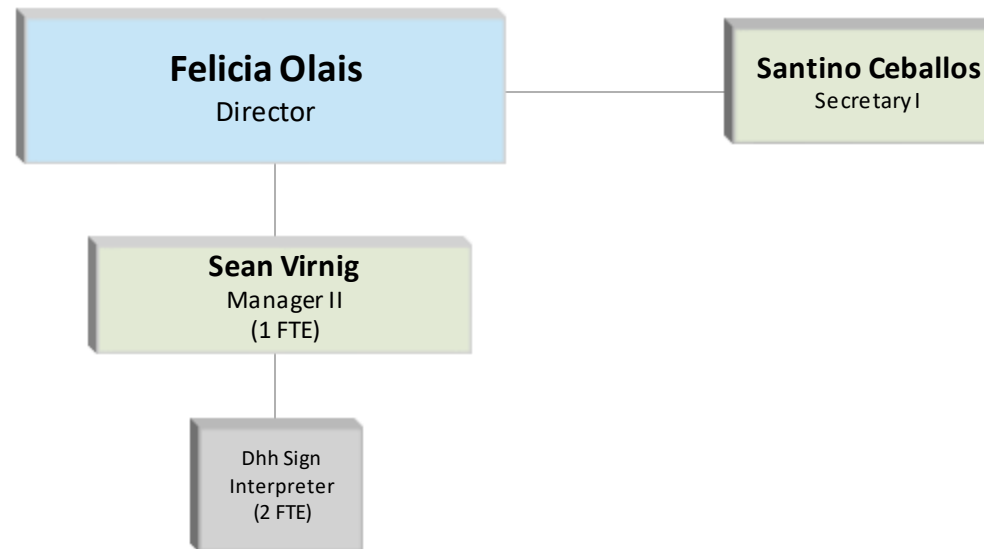 Felicia Olais
Director
Santino Ceballos
Secretary I
Sean Virnig
Manager II
(1 FTE)
Dhh Sign
Interpreter
(2 FTE)